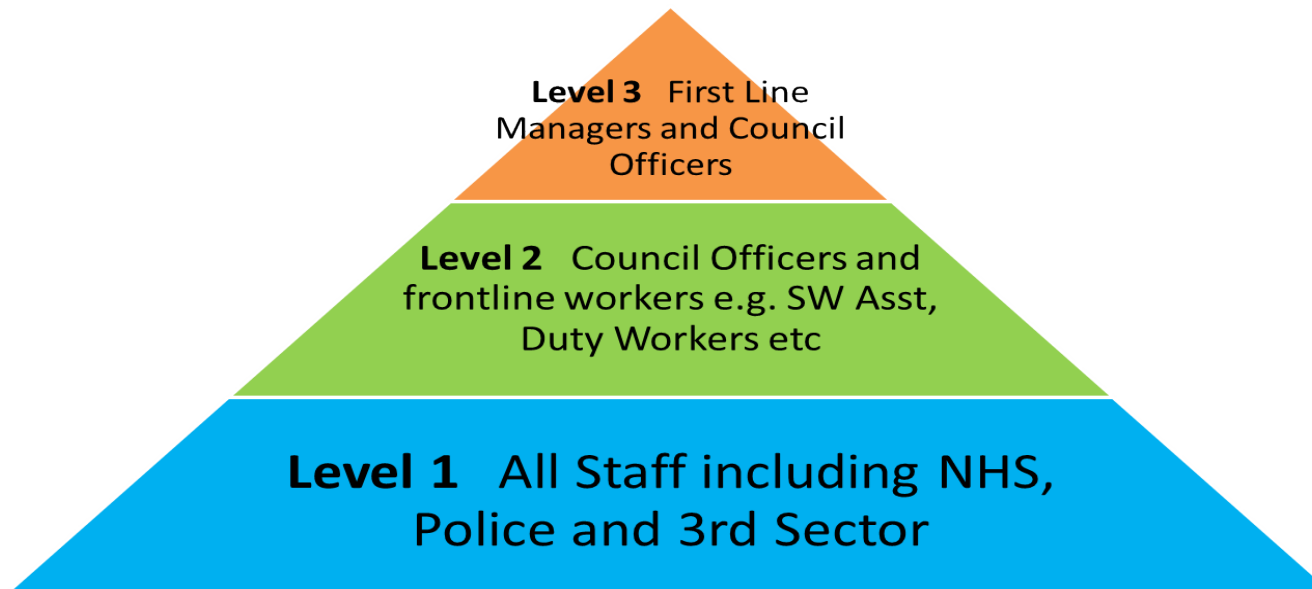 Level 3 First Line
Managers and Council
Officers
Level 2 Council Officers and
frontline workers e.g. SW Asst,
Duty Workers etc
Level 1 All Staff including NHS,
Police and 3rd Sector